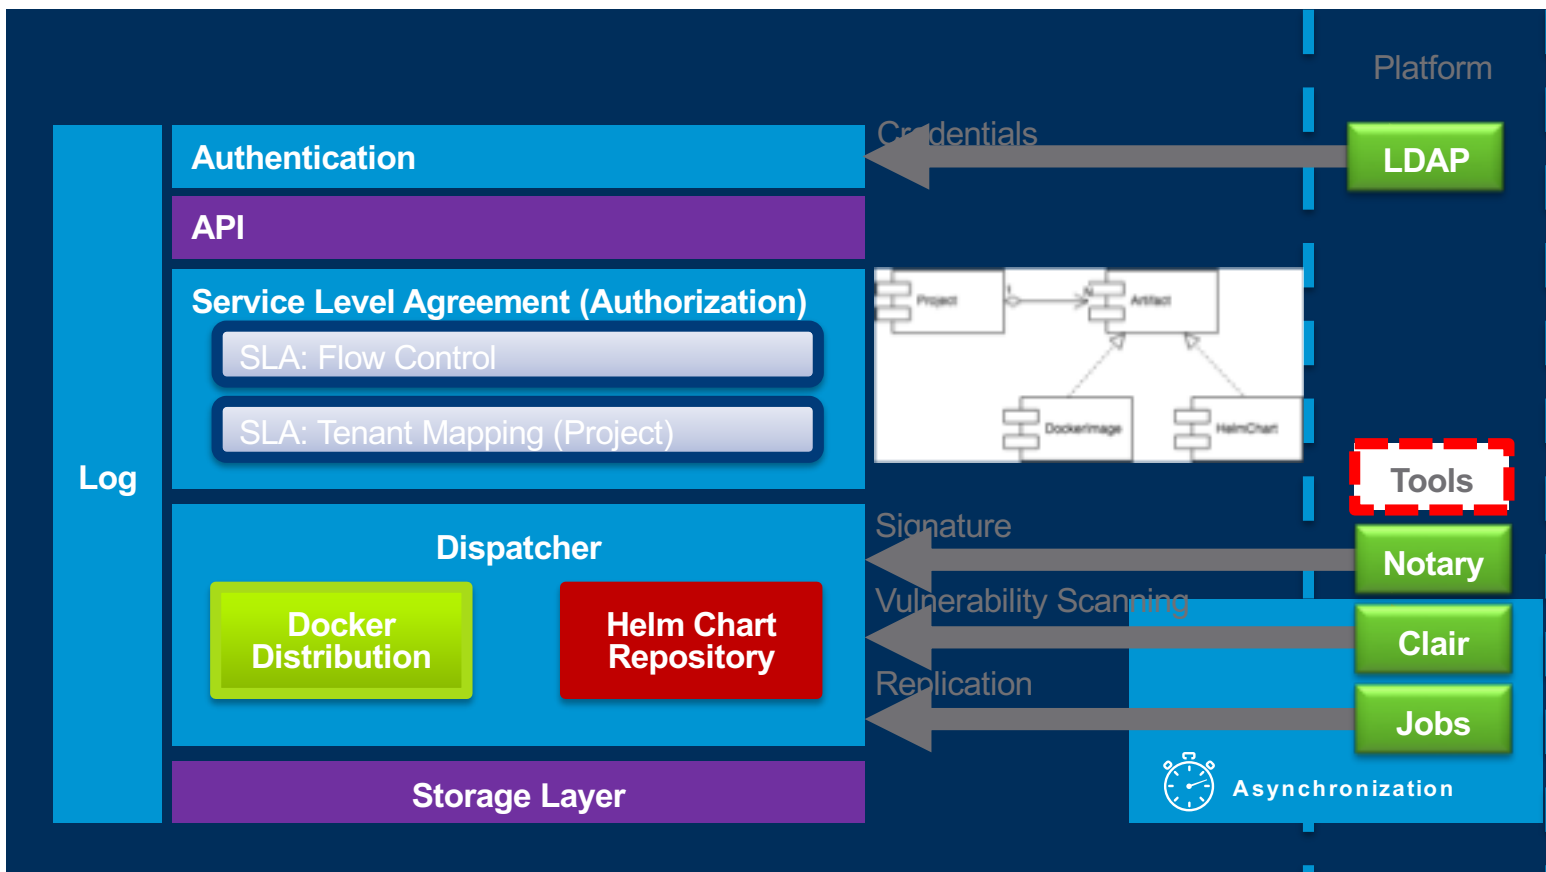 Platform
Credentials
Authentication
LDAP
API
Service Level Agreement (Authorization)
SLA: Flow Control
SLA: Tenant Mapping (Project)
Project
1
N
Artifact
DockerImage
HelmChart
Log
Tools
Dispatcher
Signature
Notary
Docker
Distribution
Helm Chart
Repository
Vulnerability Scanning
Clair
Replication
Jobs
Storage Layer
Asynchronization